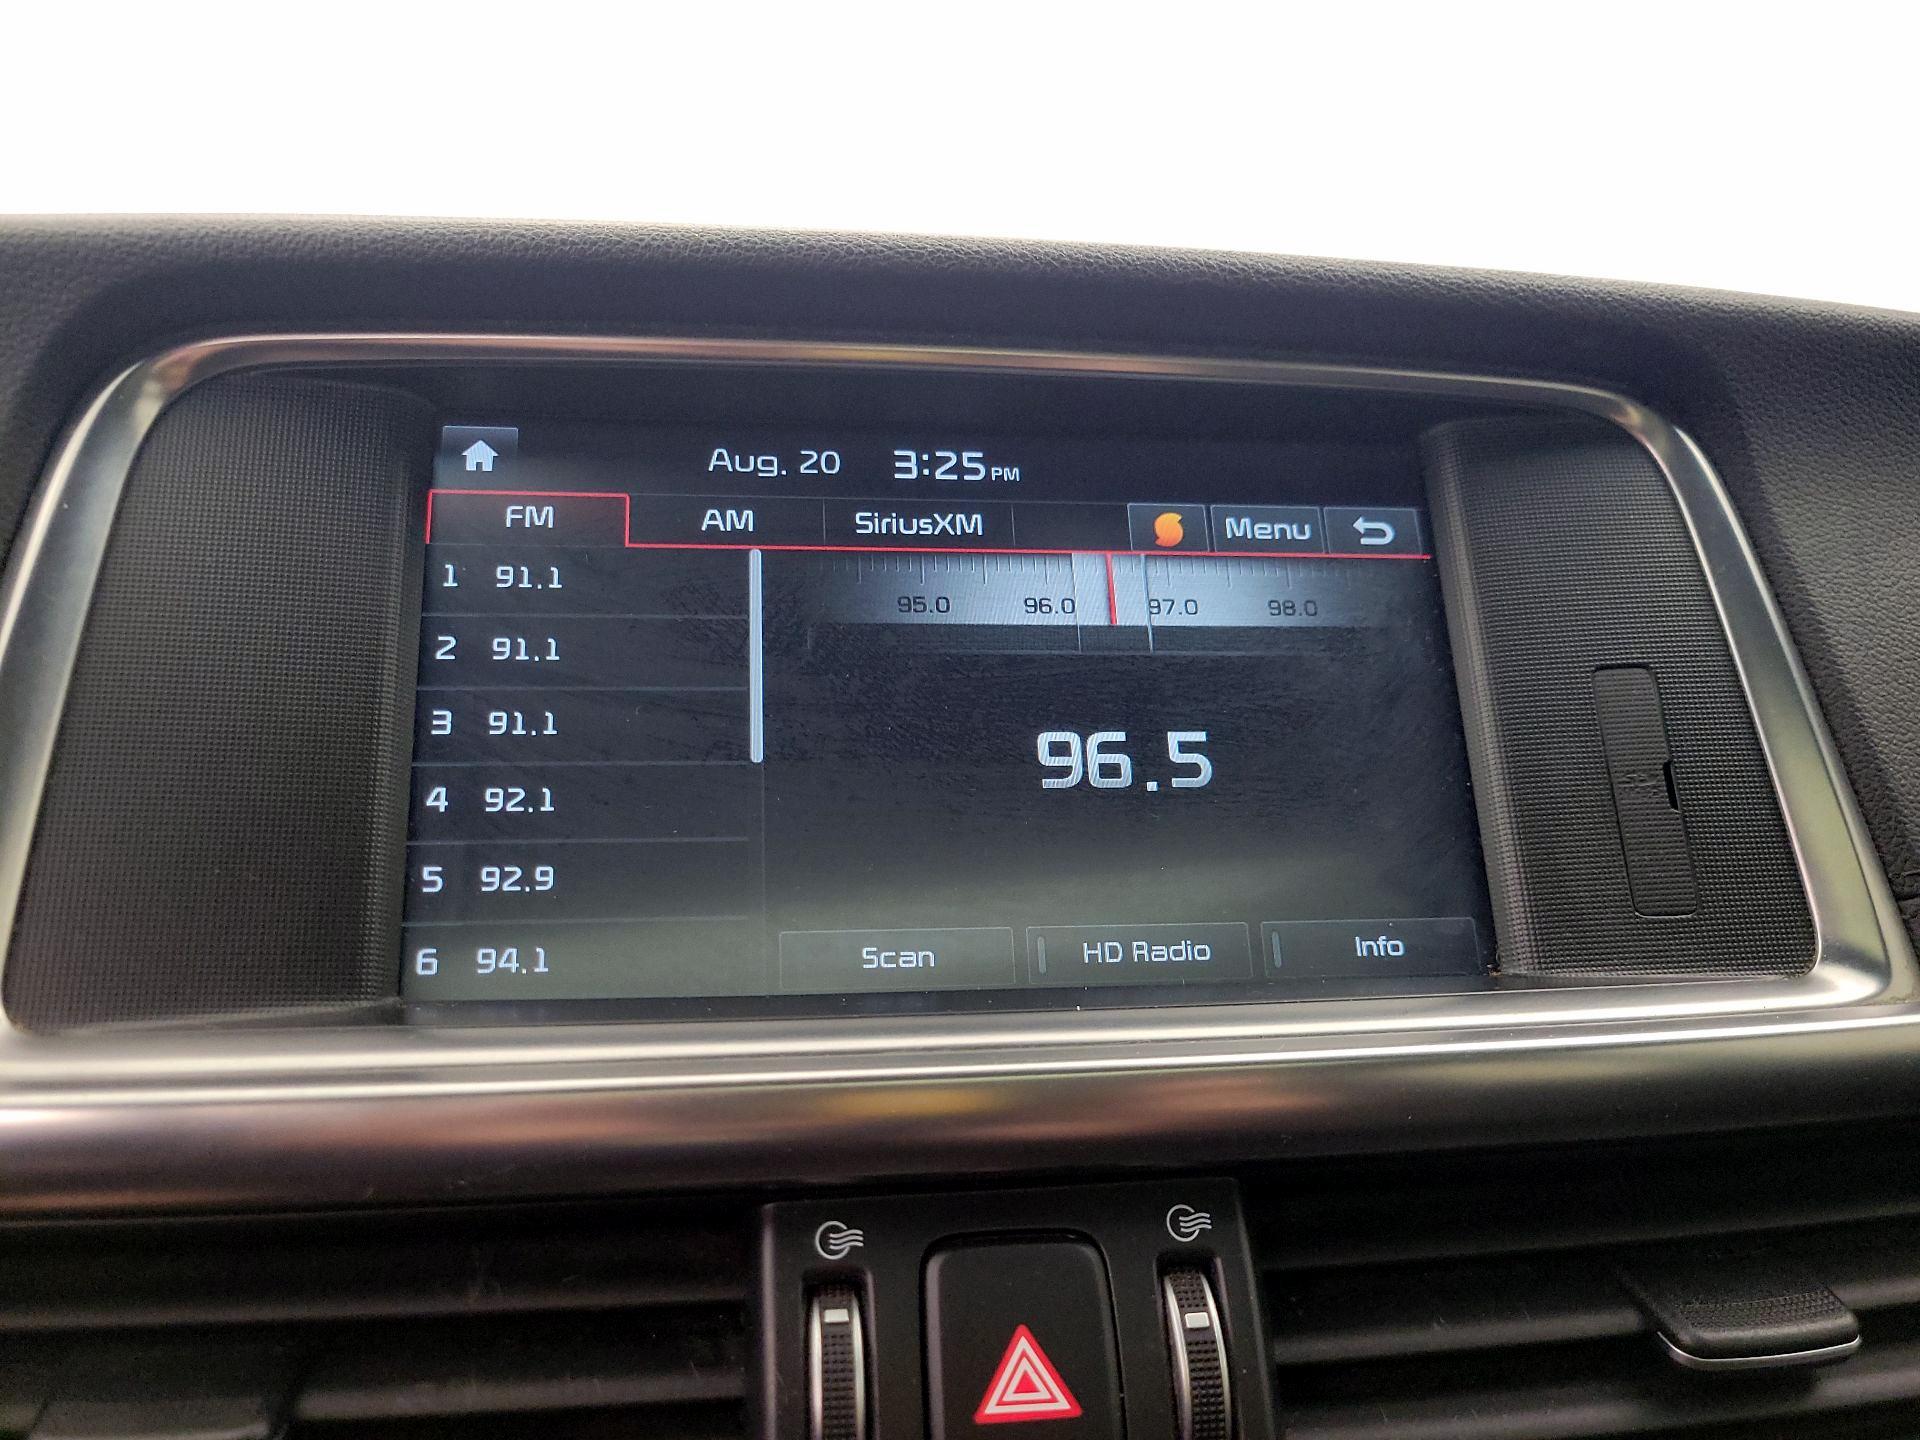 Aug. 20 3:25 PM
FM AM SiriusXM Menu
1 91.1
2 91.1
3 91.1
4 92.1
5 92.9
6 94.1
95.0 96.0 97.0 98.0
96.5
Scan HD Radio Info